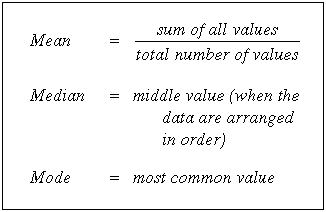 Mean = sum of all values
total number of values
Median = middle value (when the
data are arranged
in order)
Mode = most common value